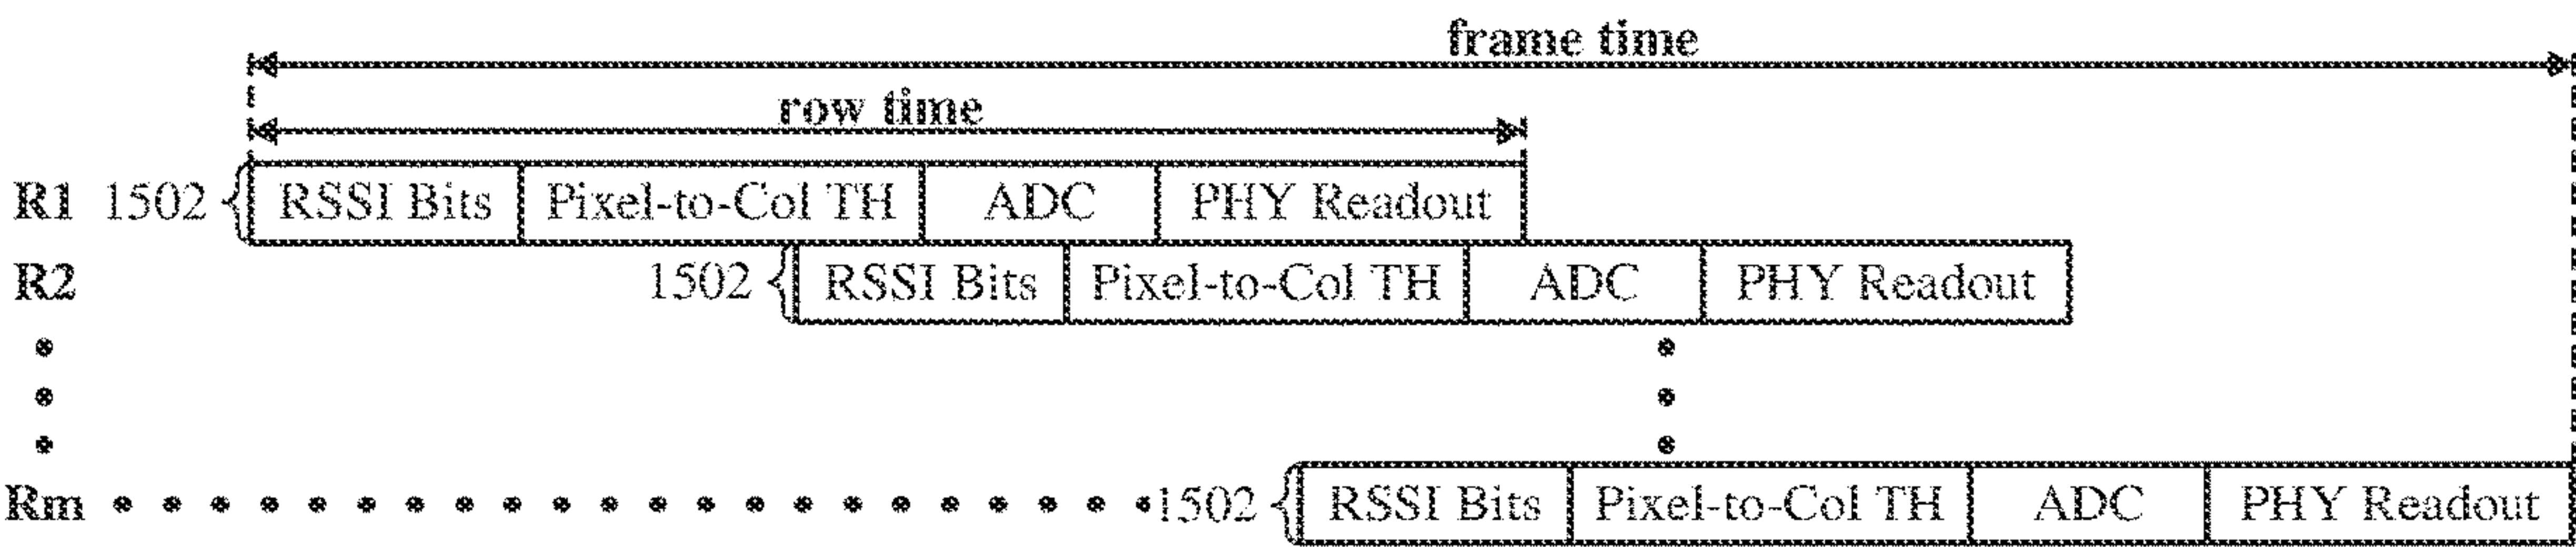 frame time
row time
R1 1502 RSSI Bits Pixel-to-Col TH ADC PHY Readout
R2 1502 RSSI Bits Pixel-to-Col TH ADC PHY Readout
Rm 1502 RSSI Bits Pixel-to-Col TH ADC PHY Readout